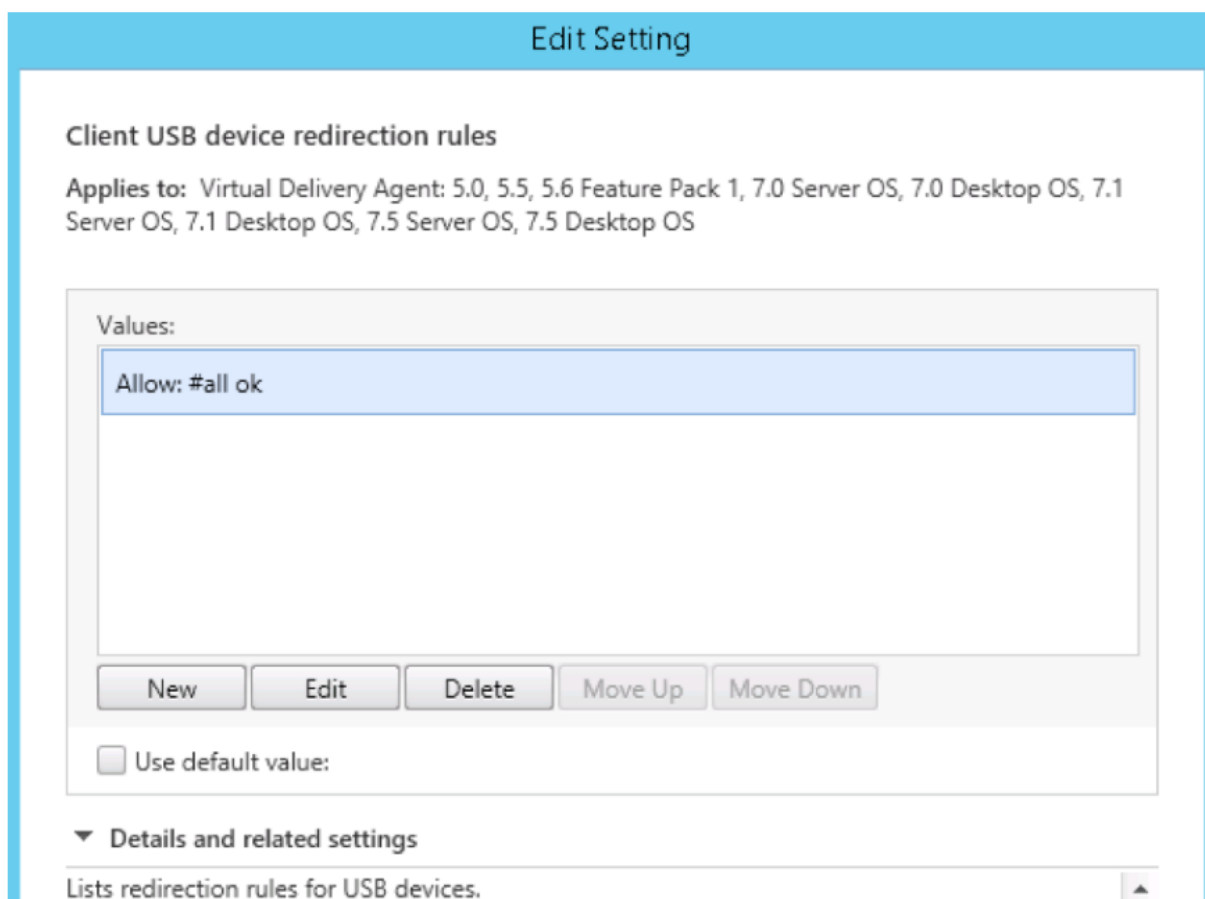 Edit Setting
Client USB device redirection rules
Applies to: Virtual Delivery Agent: 5.0, 5.5, 5.6 Feature Pack 1, 7.0 Server OS, 7.0 Desktop OS, 7.1
Server OS, 7.1 Desktop OS, 7.5 Server OS, 7.5 Desktop OS
Values:
Allow: #all ok
New Edit Delete Move Up Move Down
Use default value:
Details and related settings
Lists redirection rules for USB devices.